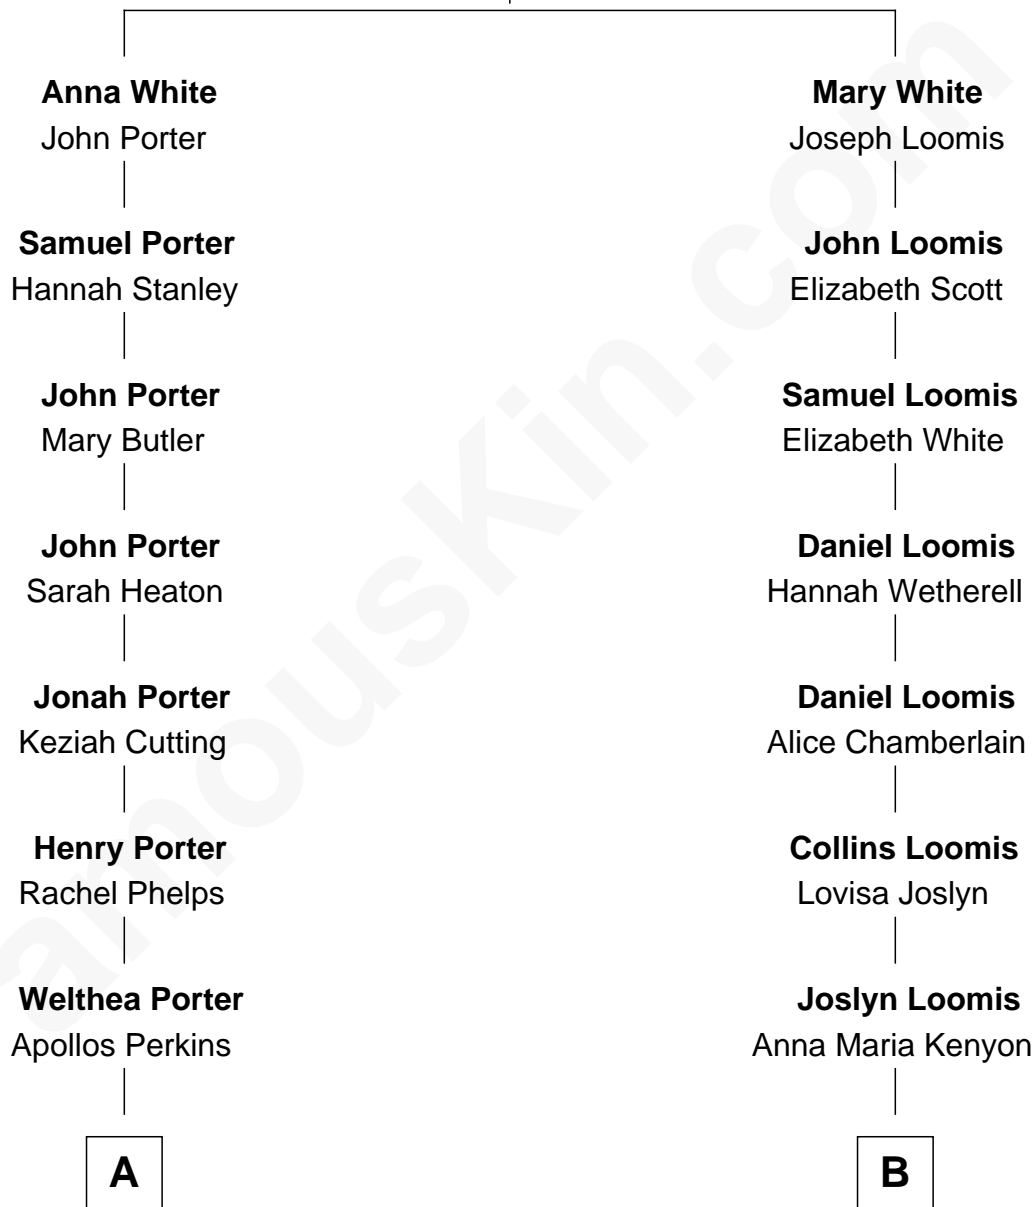 Anna White
John Porter
Samuel Porter
Hannah Stanley
John Porter
Mary Butler
John Porter
Sarah Heaton
Jonah Porter
Keziah Cutting
Henry Porter
Rachel Phelps
Welthea Porter
Apollos Perkins
A
Mary White
Joseph Loomis
John Loomis
Elizabeth Scott
Samuel Loomis
Elizabeth White
Daniel Loomis
Hannah Wetherell
Daniel Loomis
Alice Chamberlain
Collins Loomis
Lovisa Joslyn
Joslyn Loomis
Anna Maria Kenyon
B
amousKin.com